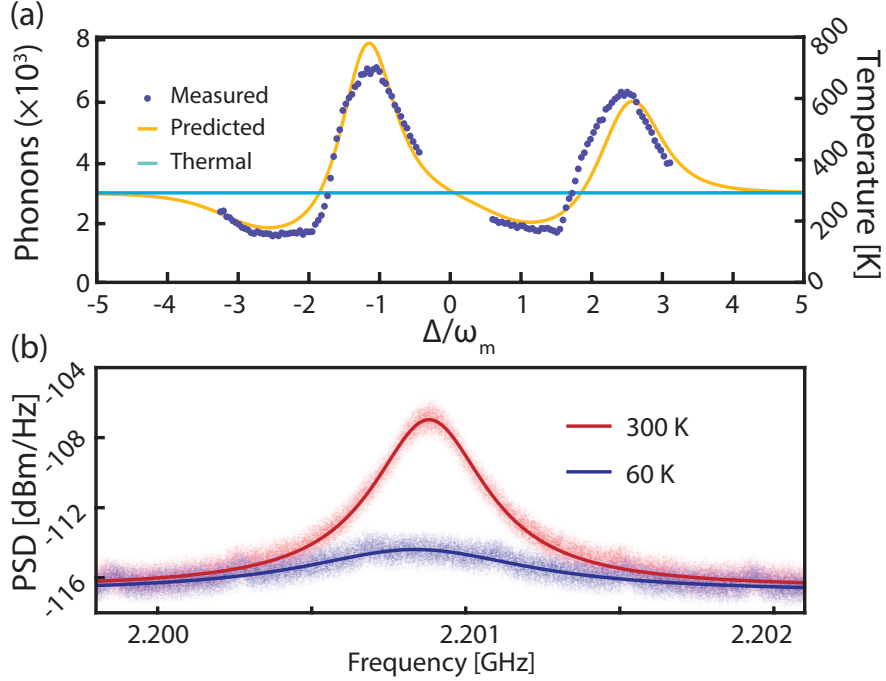 (a)
Phonons (×10³)
8
6
4
2
0
Measured
Predicted
Thermal
800
600
400
200
0
Temperature [K]
-5 -4 -3 -2 -1 0 1 2 3 4 5
Δ/ωm
(b)
PSD [dBm/Hz]
-104
-108
-112
-116
300 K
60 K
2.200 2.201 2.202
Frequency [GHz]